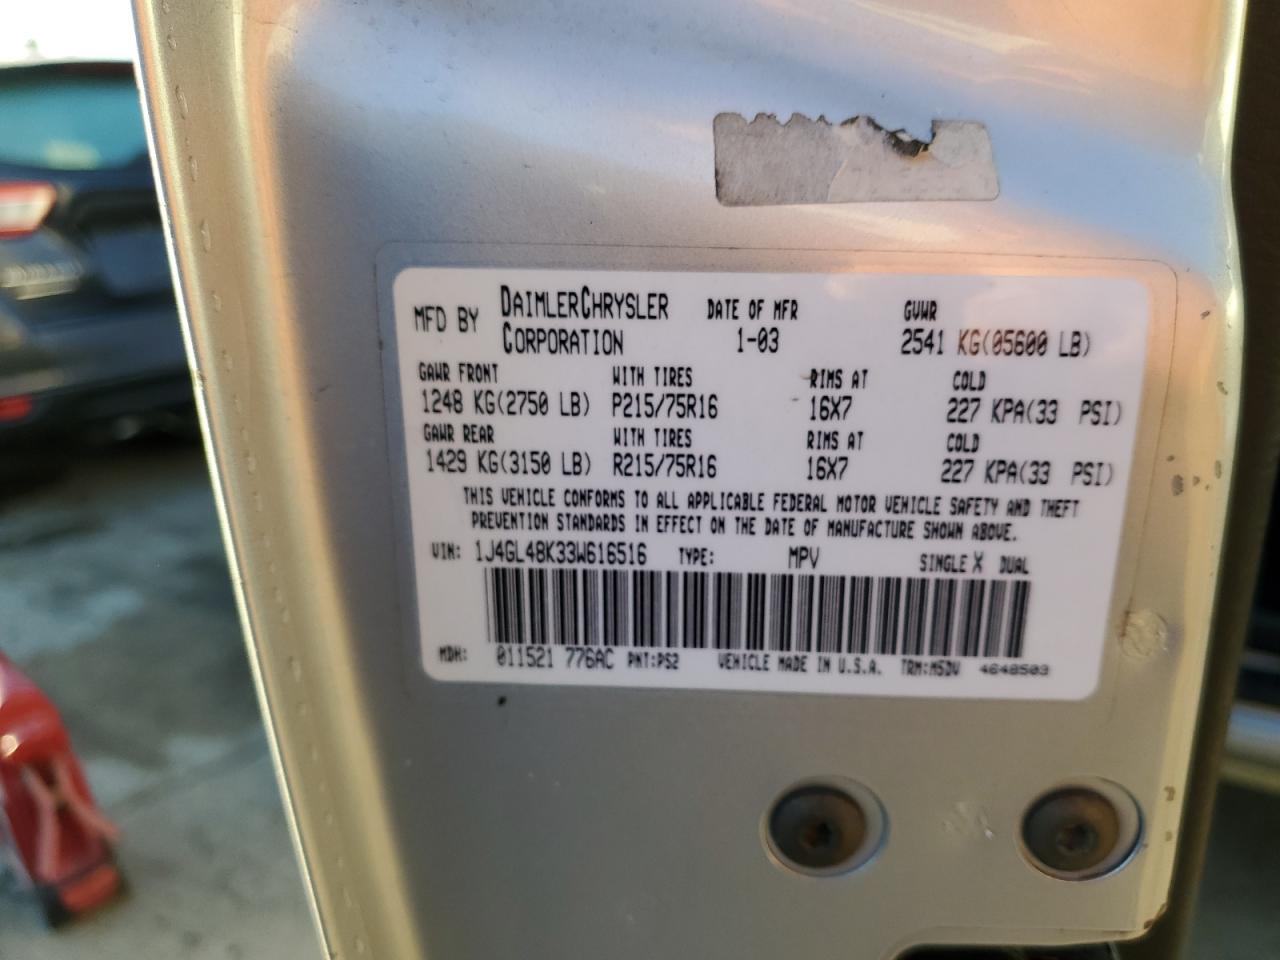 MFD BY DAIMLERCHRYSLER CORPORATION DATE OF MFR 1-03 GVWR 2541 KG(05600 LB)
GAWR FRONT WITH TIRES RIMS AT COLD
1248 KG(2750 LB) P215/75R16 16X7 227 KPA(33 PSI)
GAWR REAR WITH TIRES RIMS AT COLD
1429 KG(3150 LB) R215/75R16 16X7 227 KPA(33 PSI)
THIS VEHICLE CONFORMS TO ALL APPLICABLE FEDERAL MOTOR VEHICLE SAFETY AND THEFT
PREVENTION STANDARDS IN EFFECT ON THE DATE OF MANUFACTURE SHOWN ABOVE.
VIN: 1J4GL48K33W616516 TYPE: MPV SINGLE X DUAL
MDH: 011521 776AC PNT:PS2 VEHICLE MADE IN U.S.A. TRM:M5DV 4648503